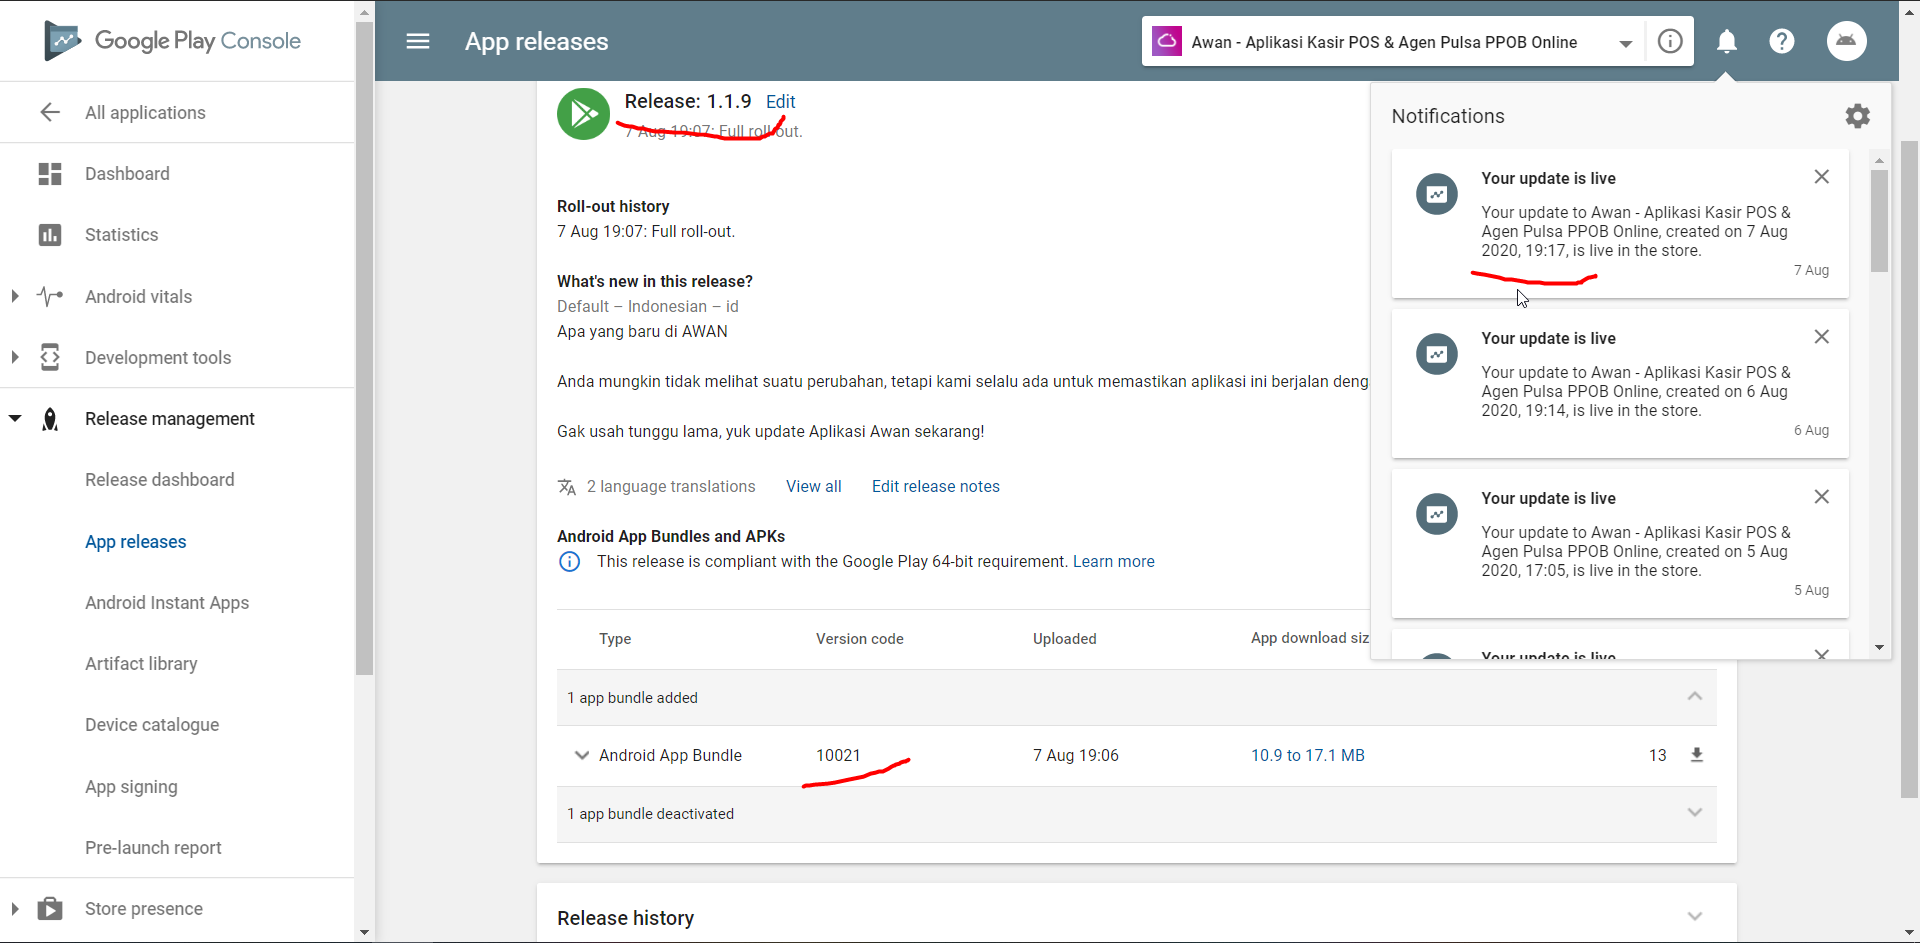 Google Play Console
All applications
Dashboard
Statistics
Android vitals
Development tools
Release management
Release dashboard
App releases
Android Instant Apps
Artifact library
Device catalogue
App signing
Pre-launch report
Store presence
App releases
Awan - Aplikasi Kasir POS & Agen Pulsa PPOB Online
Release: 1.1.9 Edit
7 Aug 19:07: Full roll-out.
Roll-out history
7 Aug 19:07: Full roll-out.
What's new in this release?
Default – Indonesian – id
Apa yang baru di AWAN
Anda mungkin tidak melihat suatu perubahan, tetapi kami selalu ada untuk memastikan aplikasi ini berjalan deng
Gak usah tunggu lama, yuk update Aplikasi Awan sekarang!
2 language translations View all Edit release notes
Android App Bundles and APKs
This release is compliant with the Google Play 64-bit requirement. Learn more
Type Version code Uploaded App download siz
1 app bundle added
Android App Bundle 10021 7 Aug 19:06 10.9 to 17.1 MB 13
1 app bundle deactivated
Release history
Notifications
Your update is live
Your update to Awan - Aplikasi Kasir POS &
Agen Pulsa PPOB Online, created on 7 Aug
2020, 19:17, is live in the store.
7 Aug
Your update is live
Your update to Awan - Aplikasi Kasir POS &
Agen Pulsa PPOB Online, created on 6 Aug
2020, 19:14, is live in the store.
6 Aug
Your update is live
Your update to Awan - Aplikasi Kasir POS &
Agen Pulsa PPOB Online, created on 5 Aug
2020, 17:05, is live in the store.
5 Aug
Your update is live